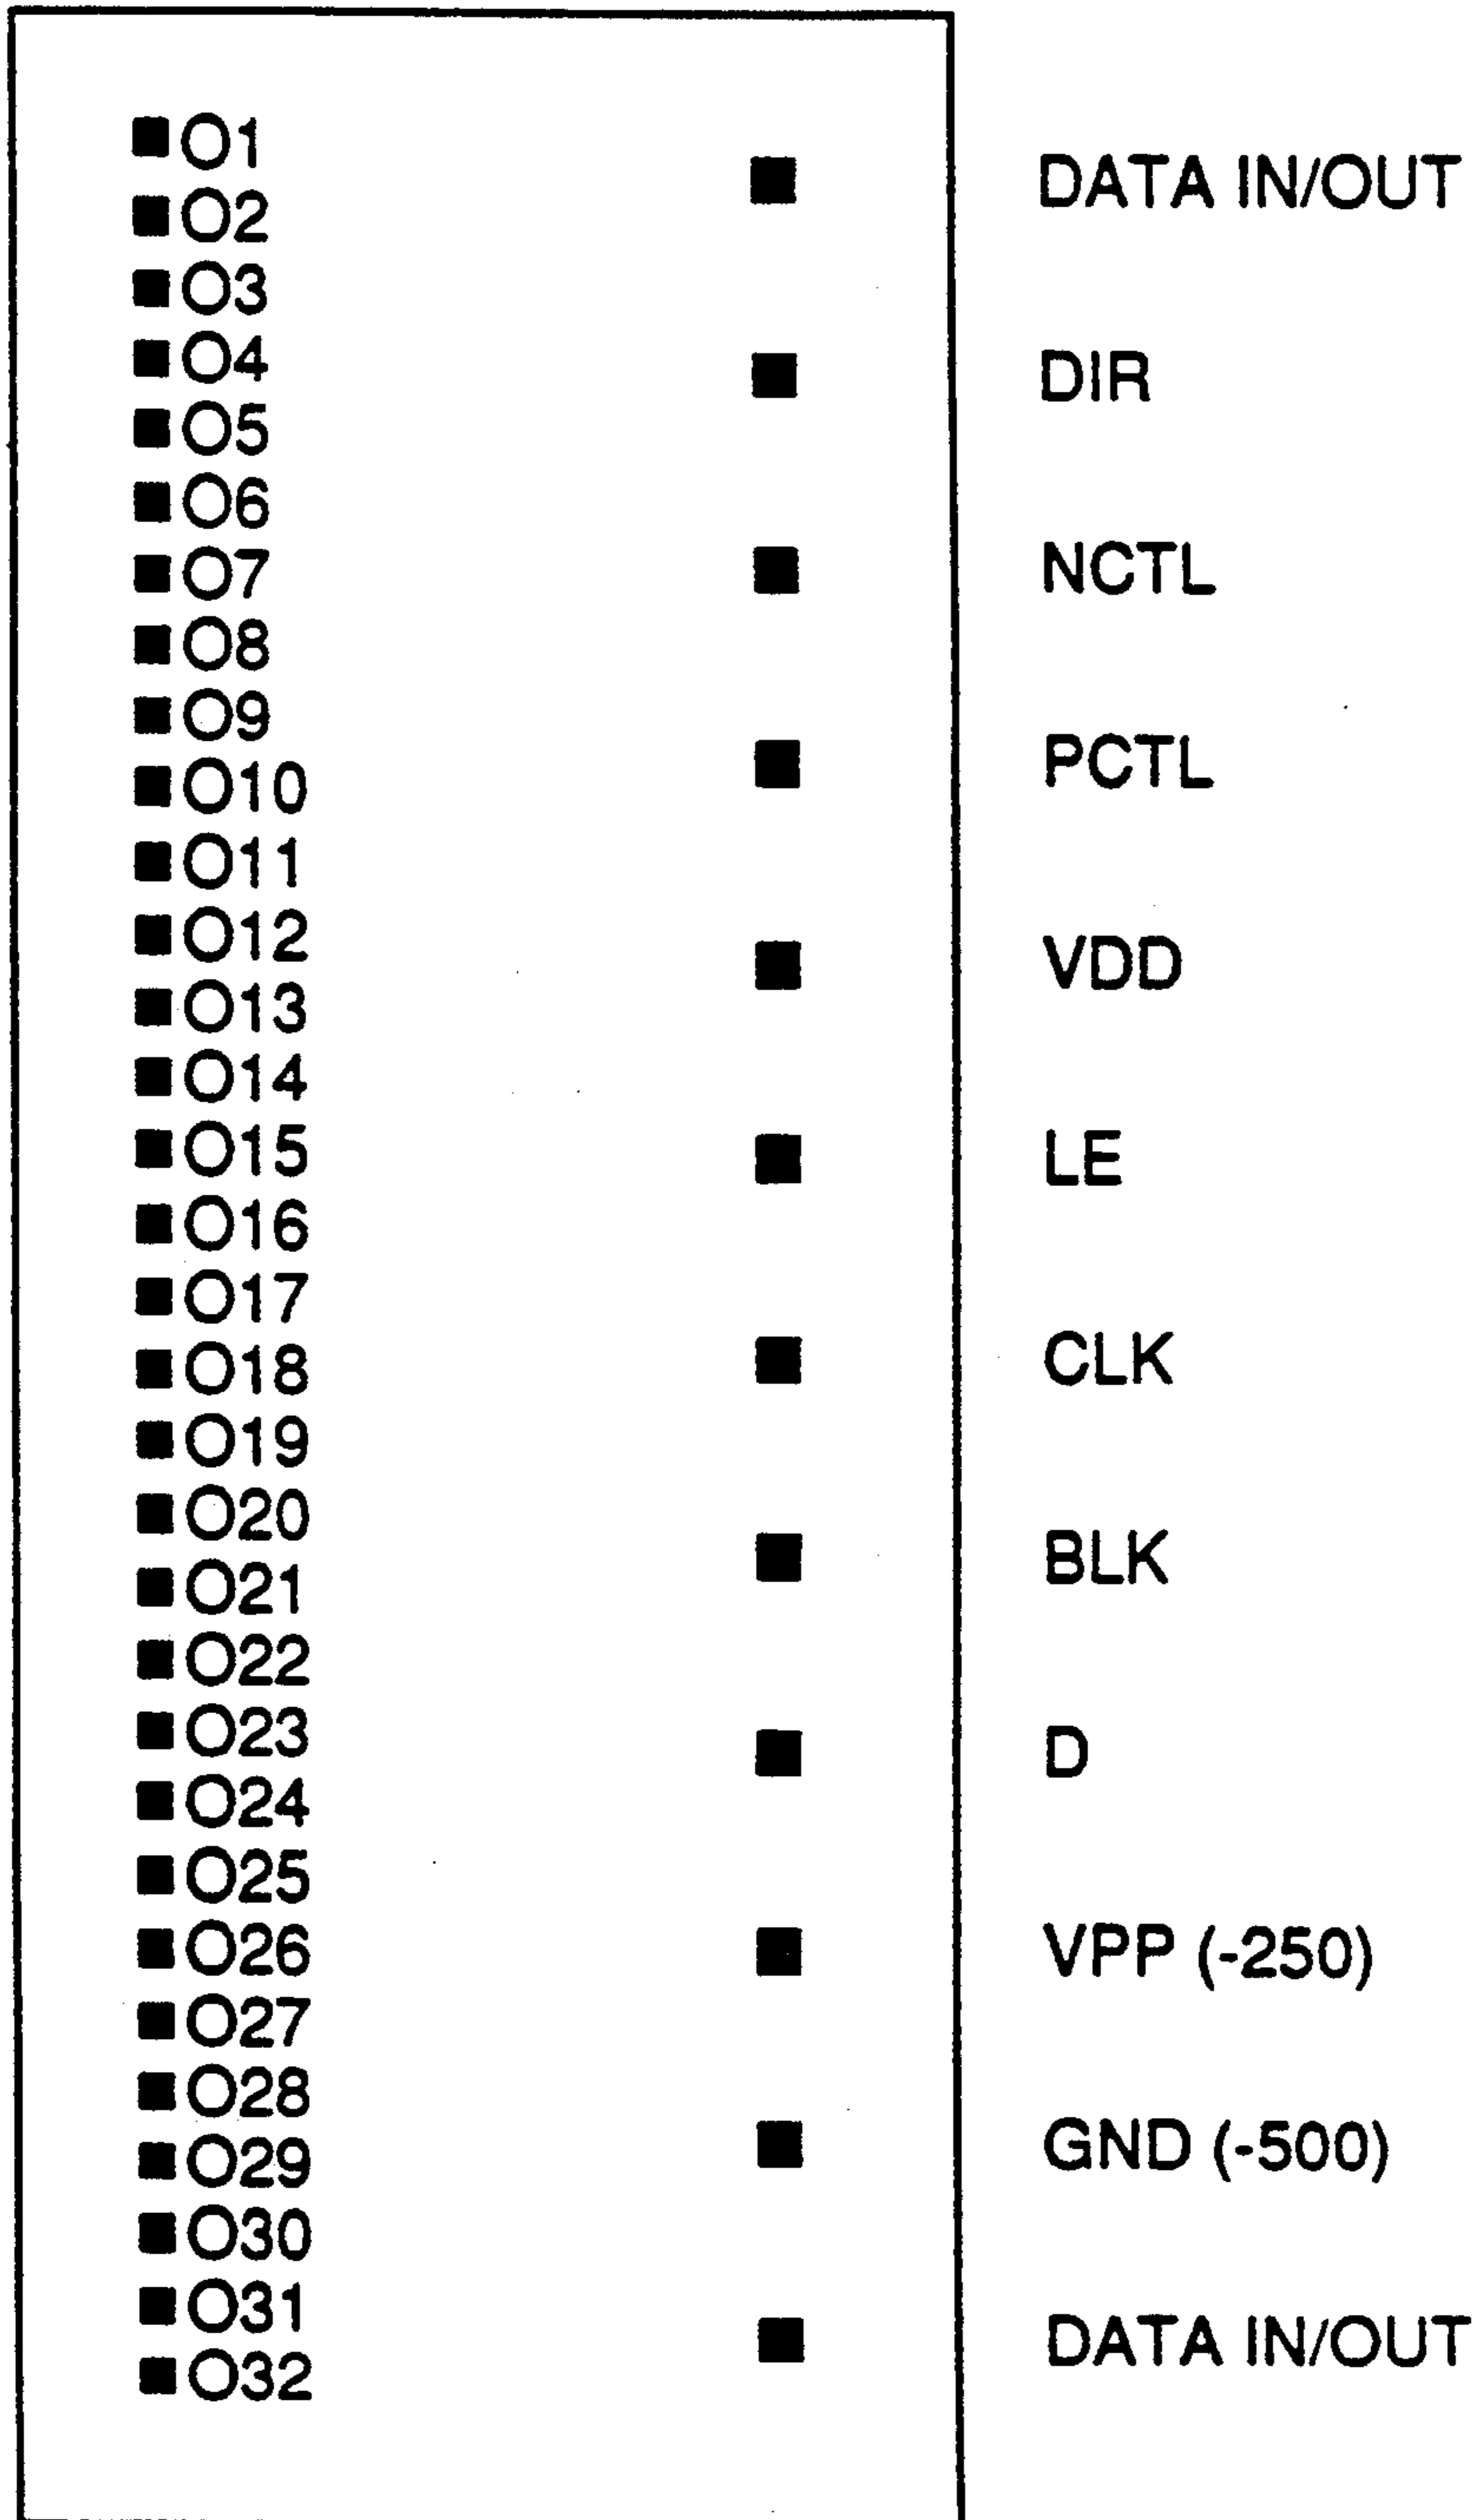 O1
O2
O3
O4
O5
O6
O7
O8
O9
O10
O11
O12
O13
O14
O15
O16
O17
O18
O19
O20
O21
O22
O23
O24
O25
O26
O27
O28
O29
O30
O31
O32
DATA IN/OUT
DIR
NCTL
PCTL
VDD
LE
CLK
BLK
D
VPP (-250)
GND (-500)
DATA IN/OUT